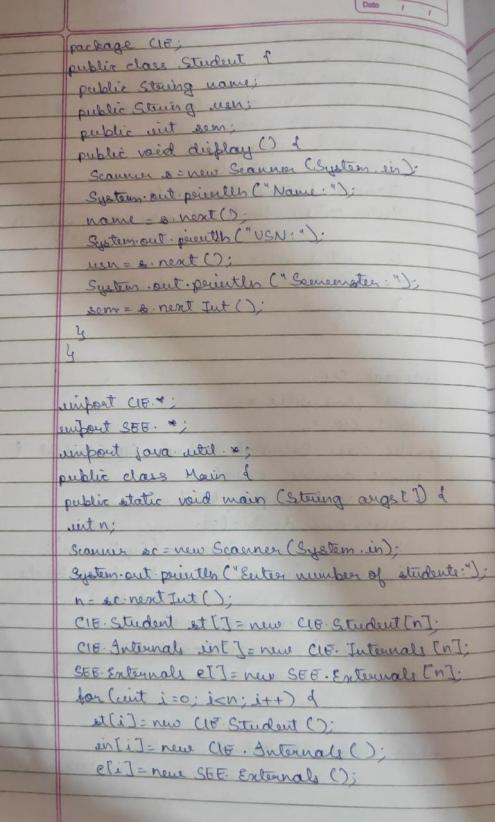 Date
package CIE;
public class Student {
public String name;
public String usn;
public int sem;
public void display () {
Scanner s = new Scanner (System.in);
System.out.println ("Name:");
name = s.next();
System.out.println ("USN:");
usn = s.next();
System.out.println ("Sememster:");
sem = s.next Int ();
}
}
import CIE.*;
import SEE.*;
import java.util.*;
public class Main {
public static void main (String args[]) {
int n;
Scanner sc = new Scanner (System.in);
System.out.println ("Enter number of students:");
n = sc.nextInt ();
CIE.Student st[] = new CIE.Student[n];
CIE.Internals in[] = new CIE.Internals [n];
SEE.Externals e[] = new SEE.Externals [n];
for (int i=0; i<n; i++) {
st[i] = new CIE.Student ();
in[i] = new CIE.Internals ();
e[i] = new SEE.Externals ();